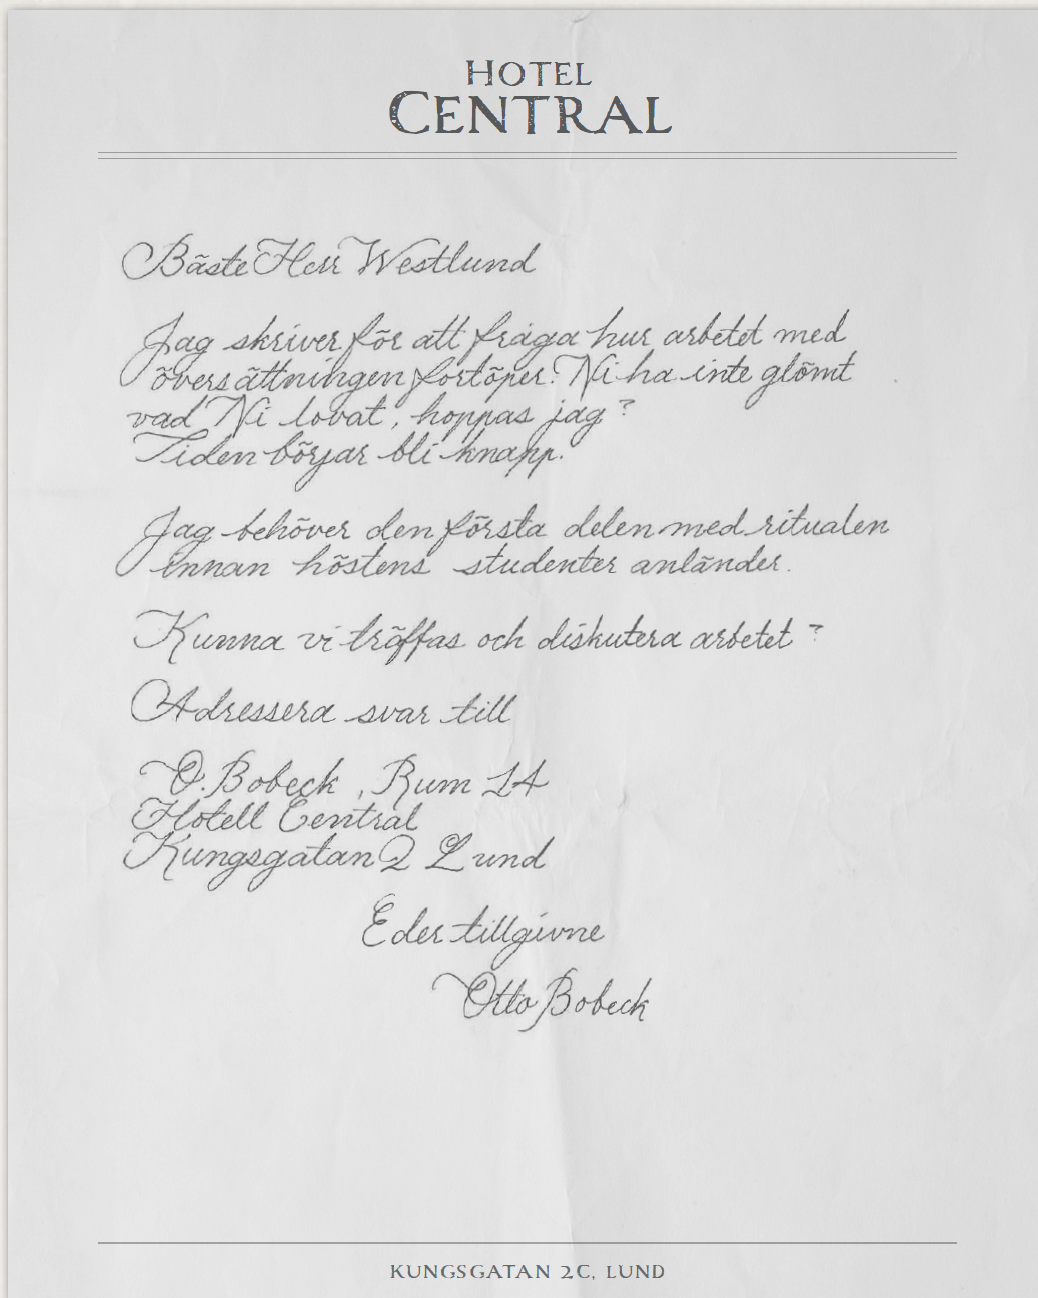 HOTEL
CENTRAL
Bäste Herr Westlund
Jag skriver för att fråga hur arbetet med
översättningen fortöper. Ni ha inte glömt
vad Ni lovat, hoppas jag?
Tiden börjar bli knapp.
Jag behöver den första delen med ritualen
innan höstens studenter anländer.
Kunna vi träffas och diskutera arbetet?
Adressera svar till
O. Bobeck, Rum 14
Hotell Central
Kungsgatan 2 Lund
Eder tillgivne
Otto Bobeck
KUNGSGATAN 2C, LUND